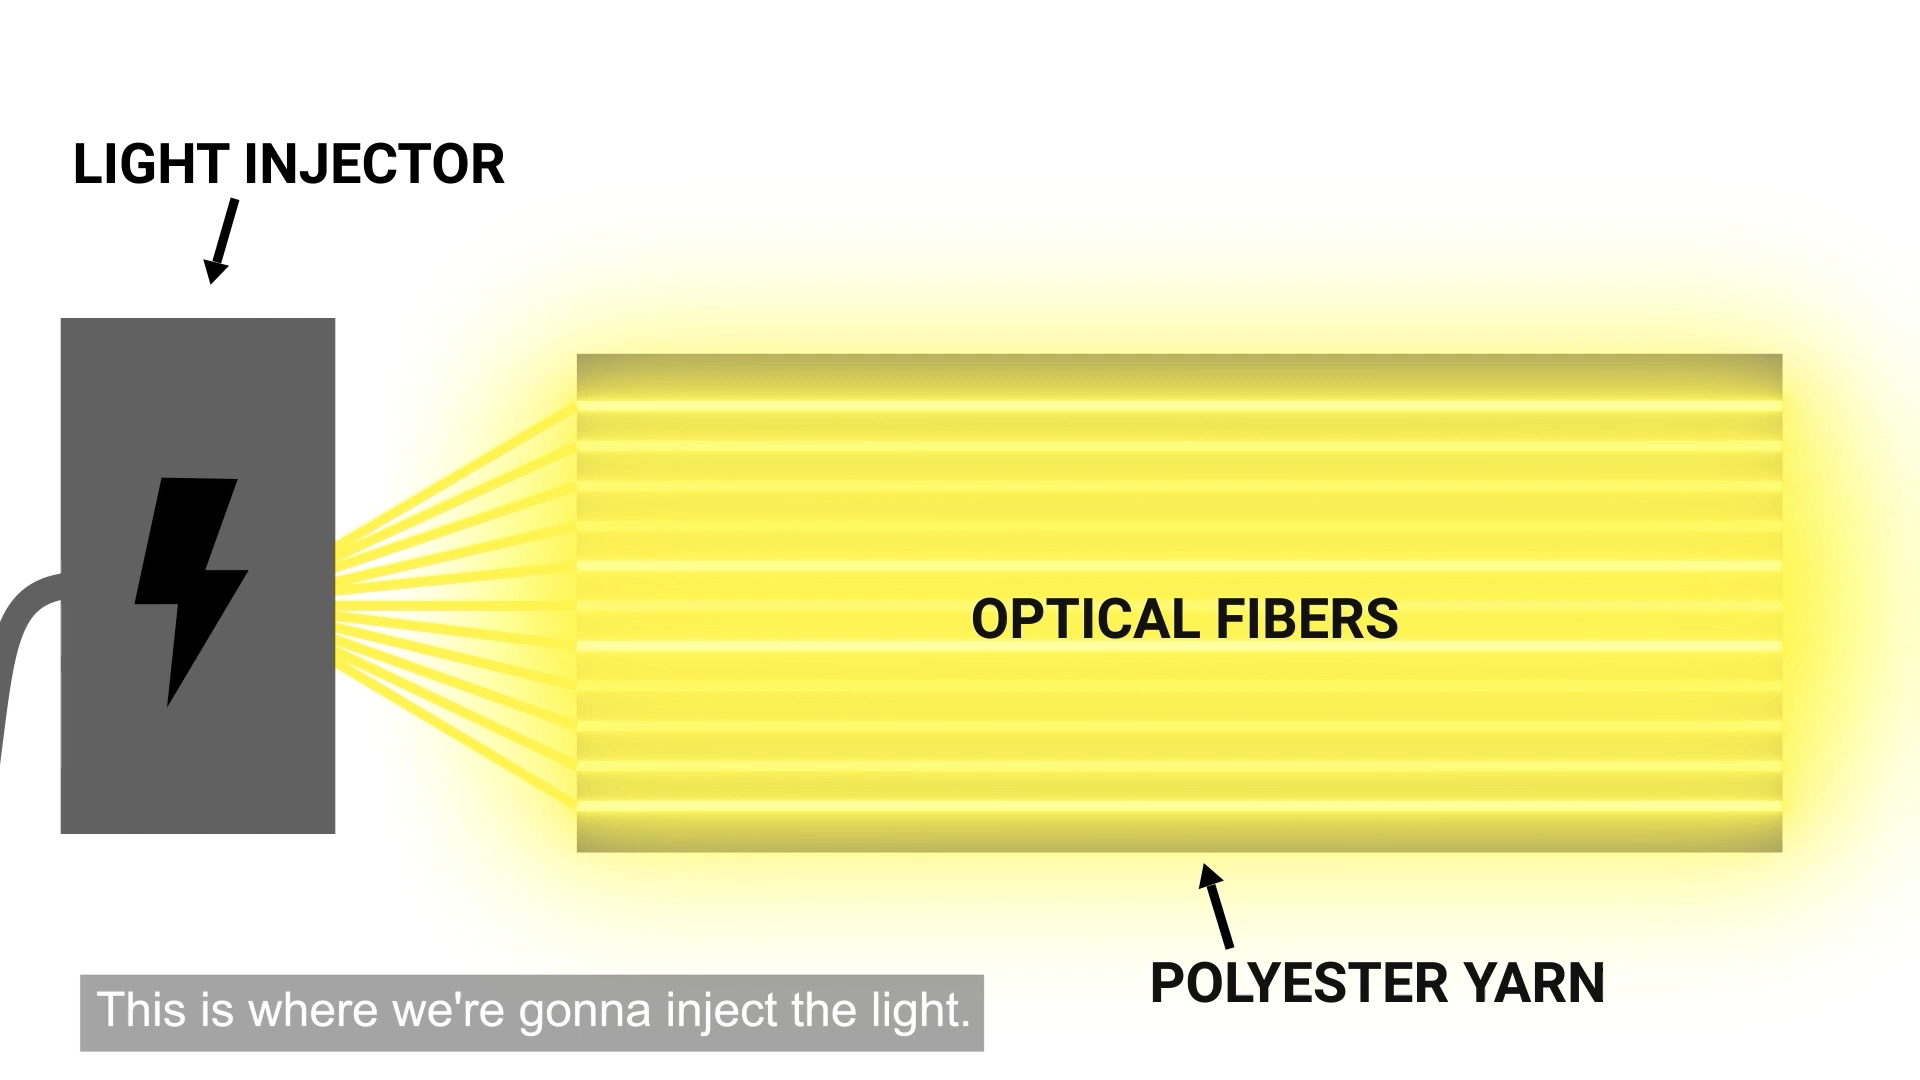 LIGHT INJECTOR
OPTICAL FIBERS
POLYESTER YARN
This is where we're gonna inject the light.